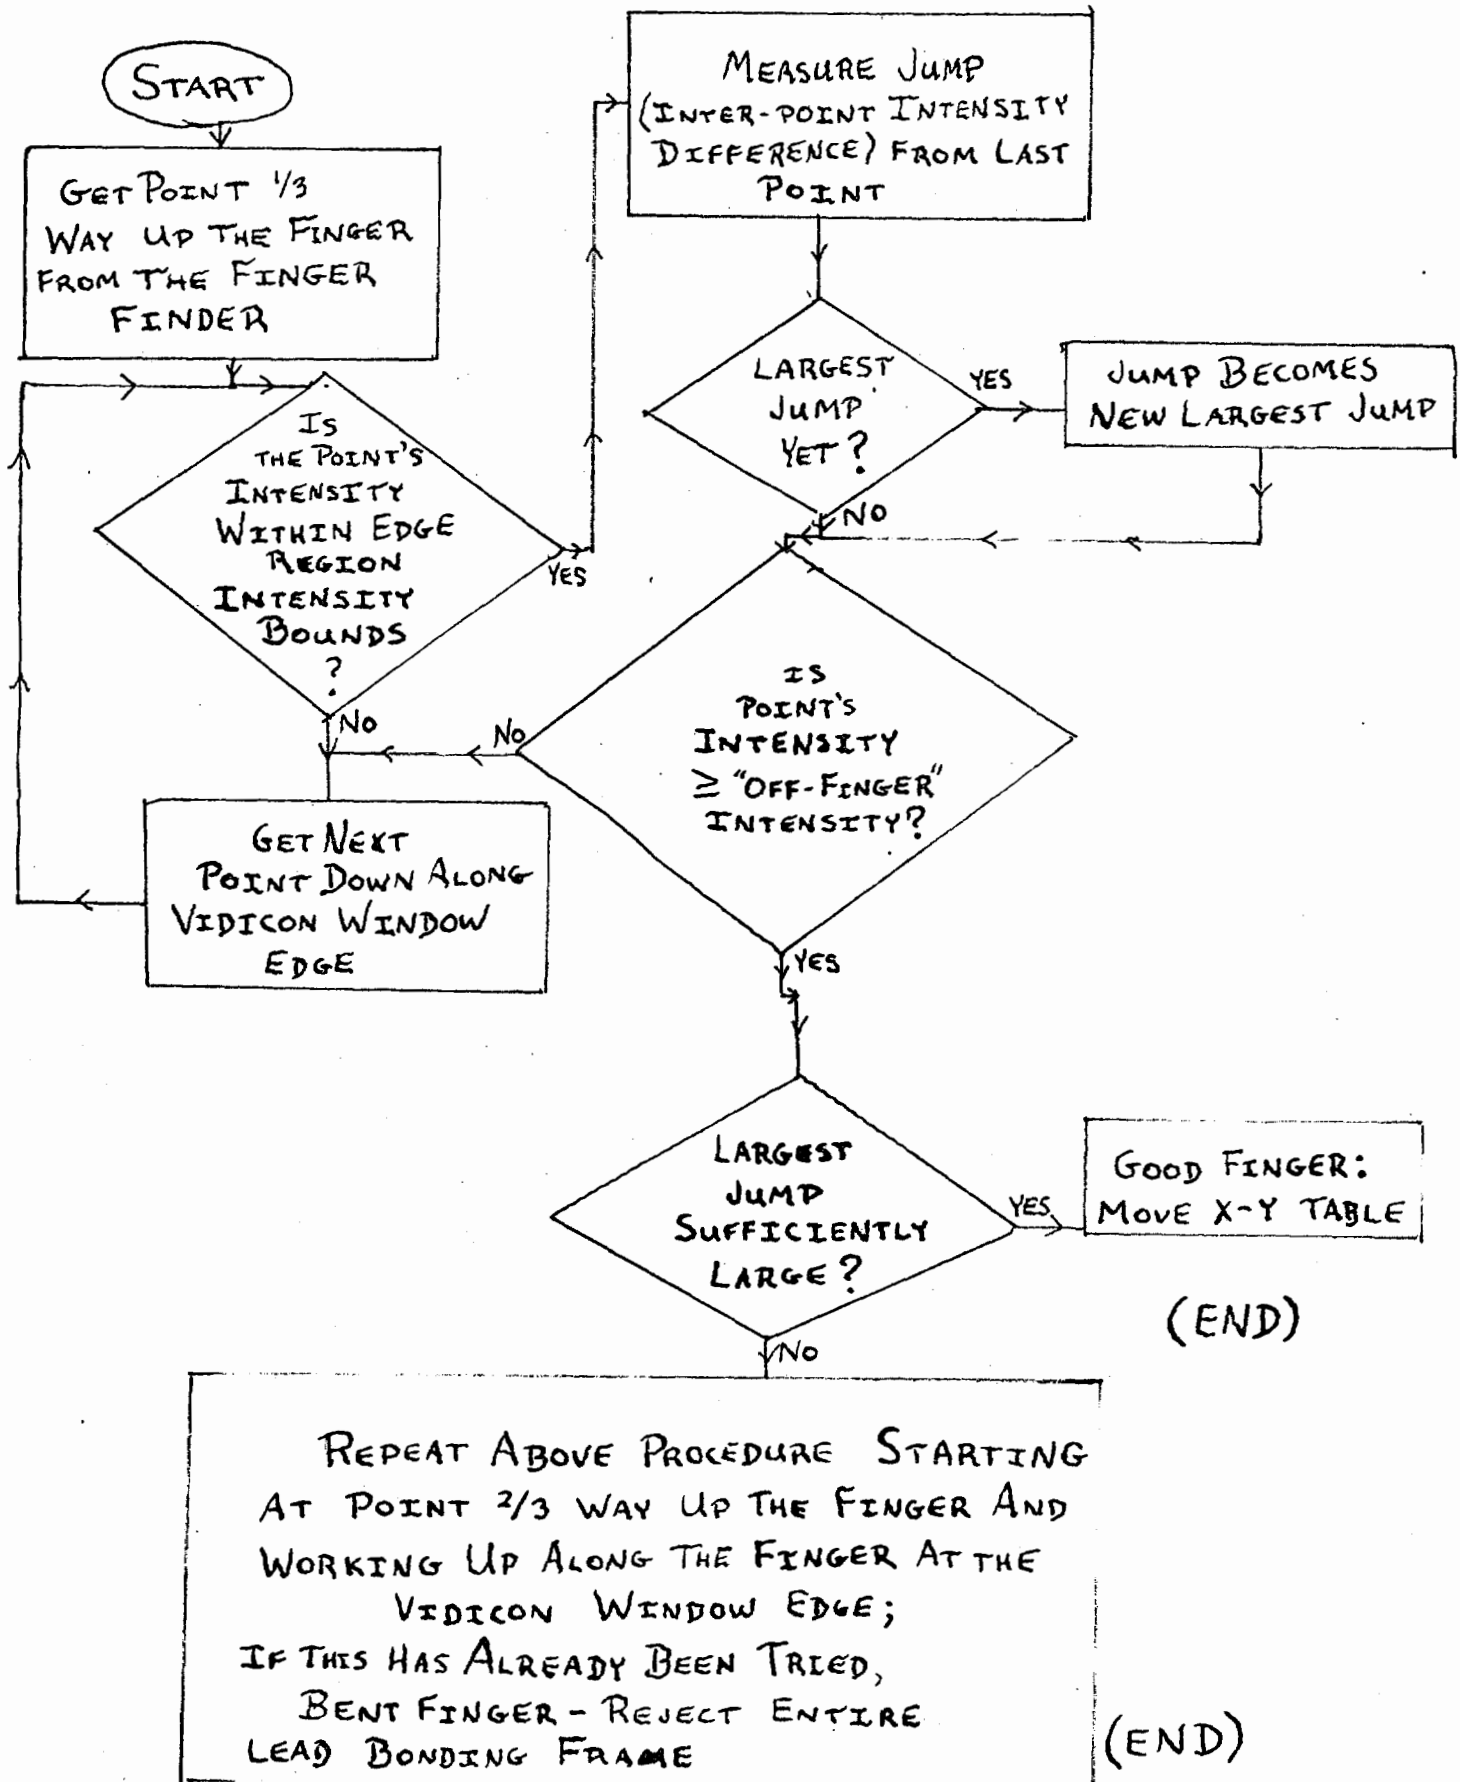 START
GET POINT 1/3
WAY UP THE FINGER
FROM THE FINGER
FINDER
IS
THE POINT'S
INTENSITY
WITHIN EDGE
REGION
INTENSITY
BOUNDS
?
YES
NO
GET NEXT
POINT DOWN ALONG
VIDICON WINDOW
EDGE
MEASURE JUMP
(INTER-POINT INTENSITY
DIFFERENCE) FROM LAST
POINT
LARGEST
JUMP
YET?
YES
JUMP BECOMES
NEW LARGEST JUMP
NO
IS
POINT'S
INTENSITY
≥ "OFF-FINGER"
INTENSITY?
NO
YES
LARGEST
JUMP
SUFFICIENTLY
LARGE?
YES
GOOD FINGER:
MOVE X-Y TABLE
(END)
NO
REPEAT ABOVE PROCEDURE STARTING
AT POINT 2/3 WAY UP THE FINGER AND
WORKING UP ALONG THE FINGER AT THE
VIDICON WINDOW EDGE;
IF THIS HAS ALREADY BEEN TRIED,
BENT FINGER - REJECT ENTIRE
LEAD BONDING FRAME
(END)